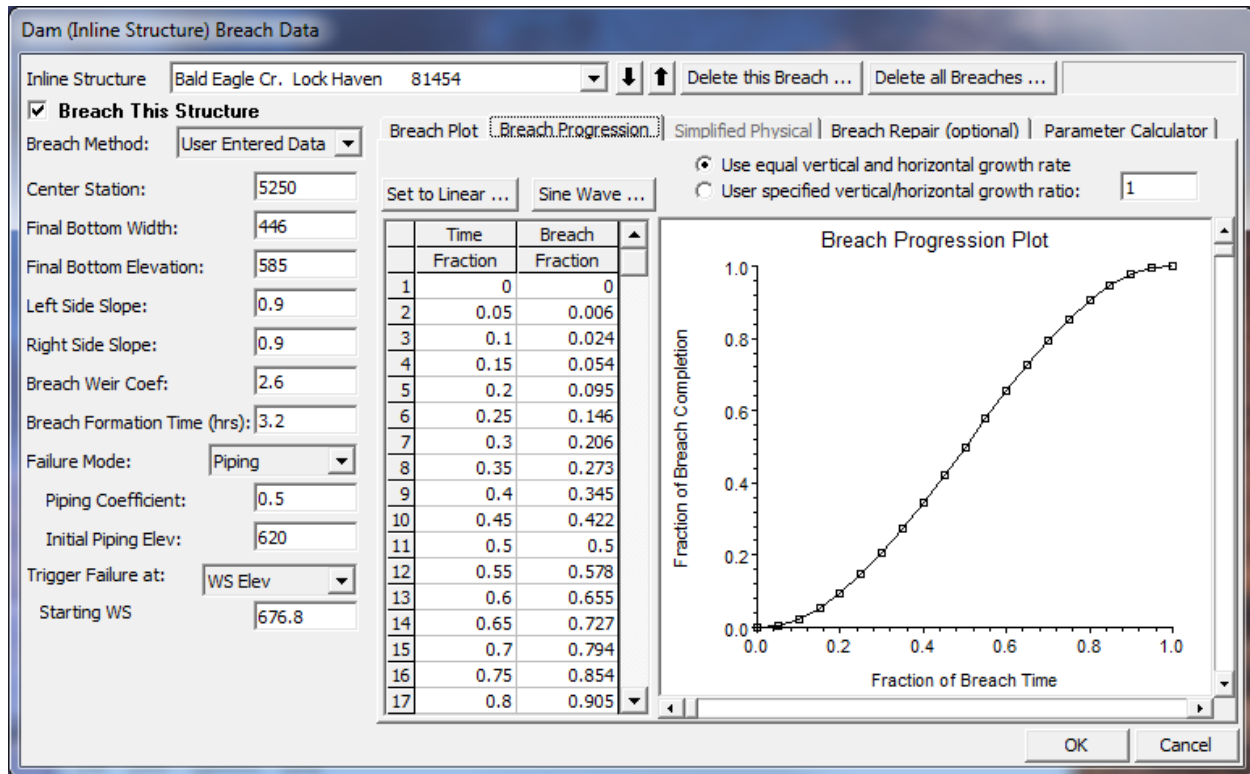 Dam (Inline Structure) Breach Data
Inline Structure Bald Eagle Cr. Lock Haven 81454 Delete this Breach ... Delete all Breaches ...
Breach This Structure
Breach Method: User Entered Data
Center Station: 5250
Final Bottom Width: 446
Final Bottom Elevation: 585
Left Side Slope: 0.9
Right Side Slope: 0.9
Breach Weir Coef: 2.6
Breach Formation Time (hrs): 3.2
Failure Mode: Piping
Piping Coefficient: 0.5
Initial Piping Elev: 620
Trigger Failure at: WS Elev
Starting WS 676.8
Breach Plot Breach Progression Simplified Physical Breach Repair (optional) Parameter Calculator
Set to Linear ... Sine Wave ...
Use equal vertical and horizontal growth rate
User specified vertical/horizontal growth ratio: 1
Time Breach
Fraction Fraction
1 0 0
2 0.05 0.006
3 0.1 0.024
4 0.15 0.054
5 0.2 0.095
6 0.25 0.146
7 0.3 0.206
8 0.35 0.273
9 0.4 0.345
10 0.45 0.422
11 0.5 0.5
12 0.55 0.578
13 0.6 0.655
14 0.65 0.727
15 0.7 0.794
16 0.75 0.854
17 0.8 0.905
Breach Progression Plot
Fraction of Breach Completion
1.0
0.8
0.6
0.4
0.2
0.0
0.0 0.2 0.4 0.6 0.8 1.0
Fraction of Breach Time
OK Cancel